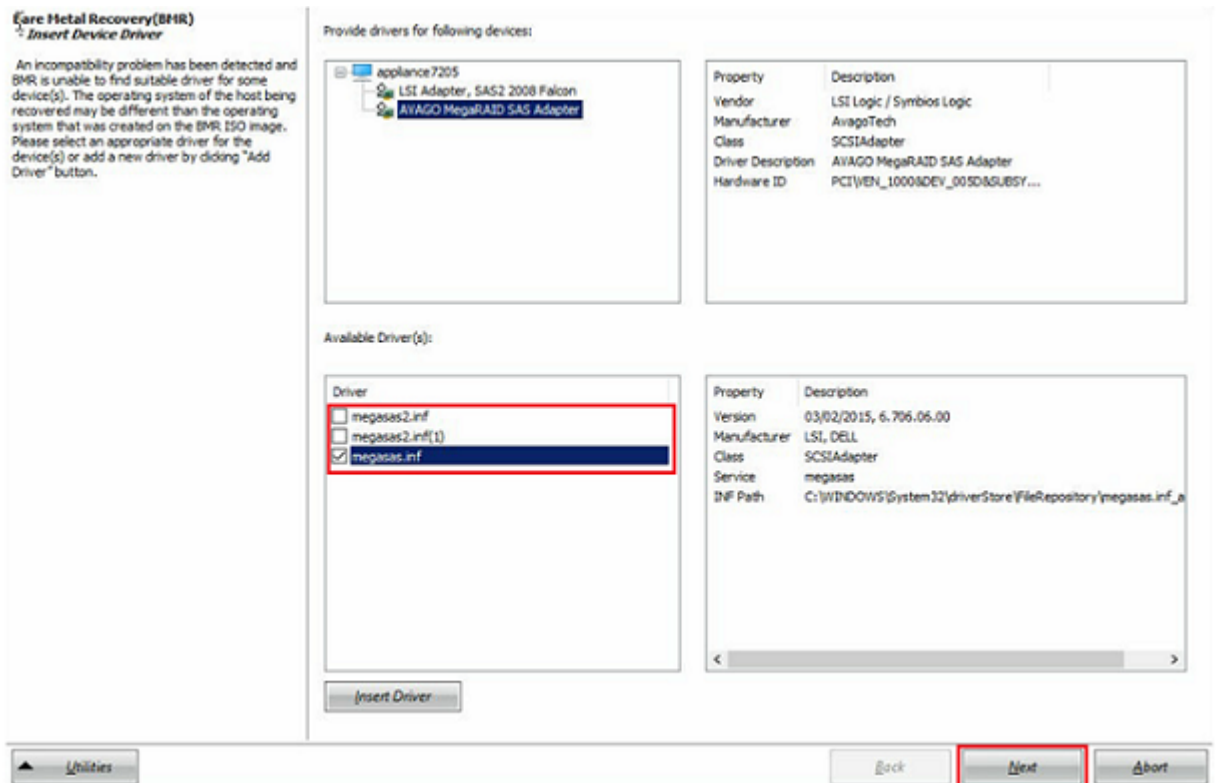 Bare Metal Recovery(BMR)
- Insert Device Driver
An incompatibility problem has been detected and
BMR is unable to find suitable driver for some
device(s). The operating system of the host being
recovered may be different than the operating
system that was created on the BMR ISO image.
Please select an appropriate driver for the
device(s) or add a new driver by clicking "Add
Driver" button.
Provide drivers for following devices:
appliance7205
LSI Adapter, SAS2 2008 Falcon
AVAGO MegaRAID SAS Adapter
Property Description
Vendor LSI Logic / Symbios Logic
Manufacturer AvagoTech
Class SCSIAdapter
Driver Description AVAGO MegaRAID SAS Adapter
Hardware ID PCI\VEN_1000&DEV_005D&SUBSY...
Available Driver(s):
Driver
megasas2.inf
megasas2.inf(1)
megasas.inf
Property Description
Version 03/02/2015, 6.706.06.00
Manufacturer LSI, DELL
Class SCSIAdapter
Service megasas
INF Path C:\WINDOWS\System32\driverStore\FileRepository\megasas.inf_a
Insert Driver
Utilities
Back
Next
Abort